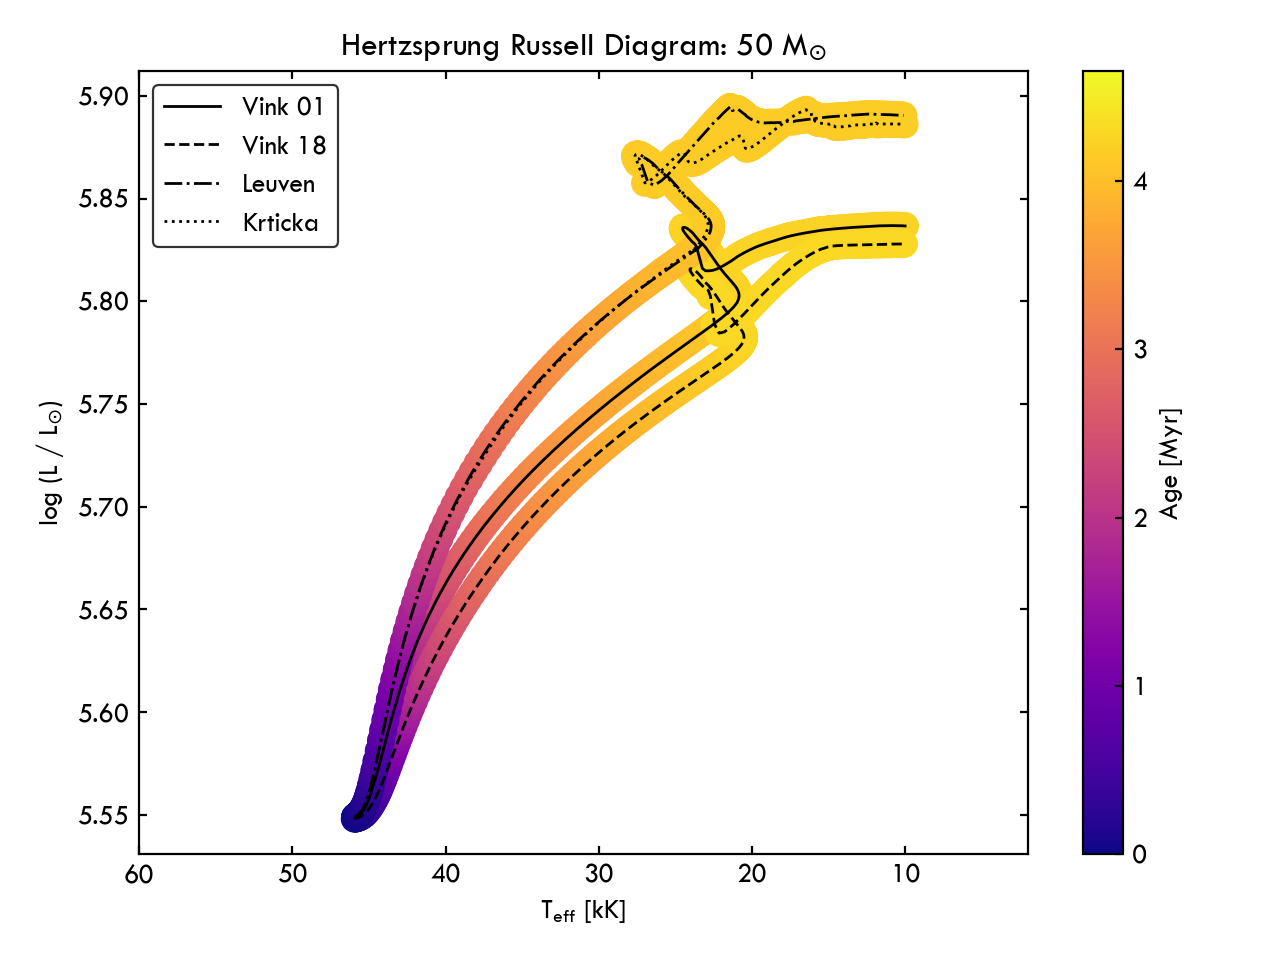 Hertzsprung Russell Diagram: 50 M⊙
Vink 01
Vink 18
Leuven
Krticka
5.90
5.85
5.80
5.75
5.70
5.65
5.60
5.55
log (L / L⊙)
60
50
40
30
20
10
T_eff [kK]
4
3
2
1
0
Age [Myr]